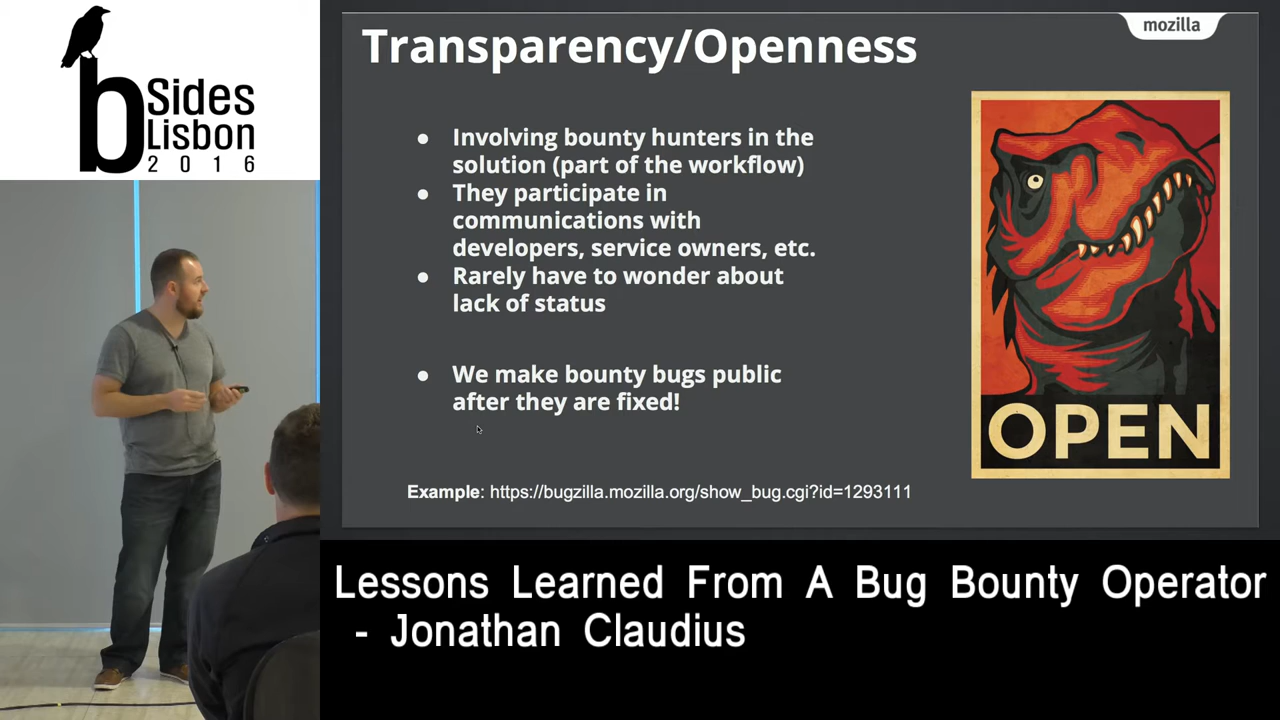 b
Sides
Lisbon
2016
mozilla
Transparency/Openness
● Involving bounty hunters in the
solution (part of the workflow)
● They participate in
communications with
developers, service owners, etc.
● Rarely have to wonder about
lack of status
● We make bounty bugs public
after they are fixed!
OPEN
Example: https://bugzilla.mozilla.org/show_bug.cgi?id=1293111
Lessons Learned From A Bug Bounty Operator
- Jonathan Claudius